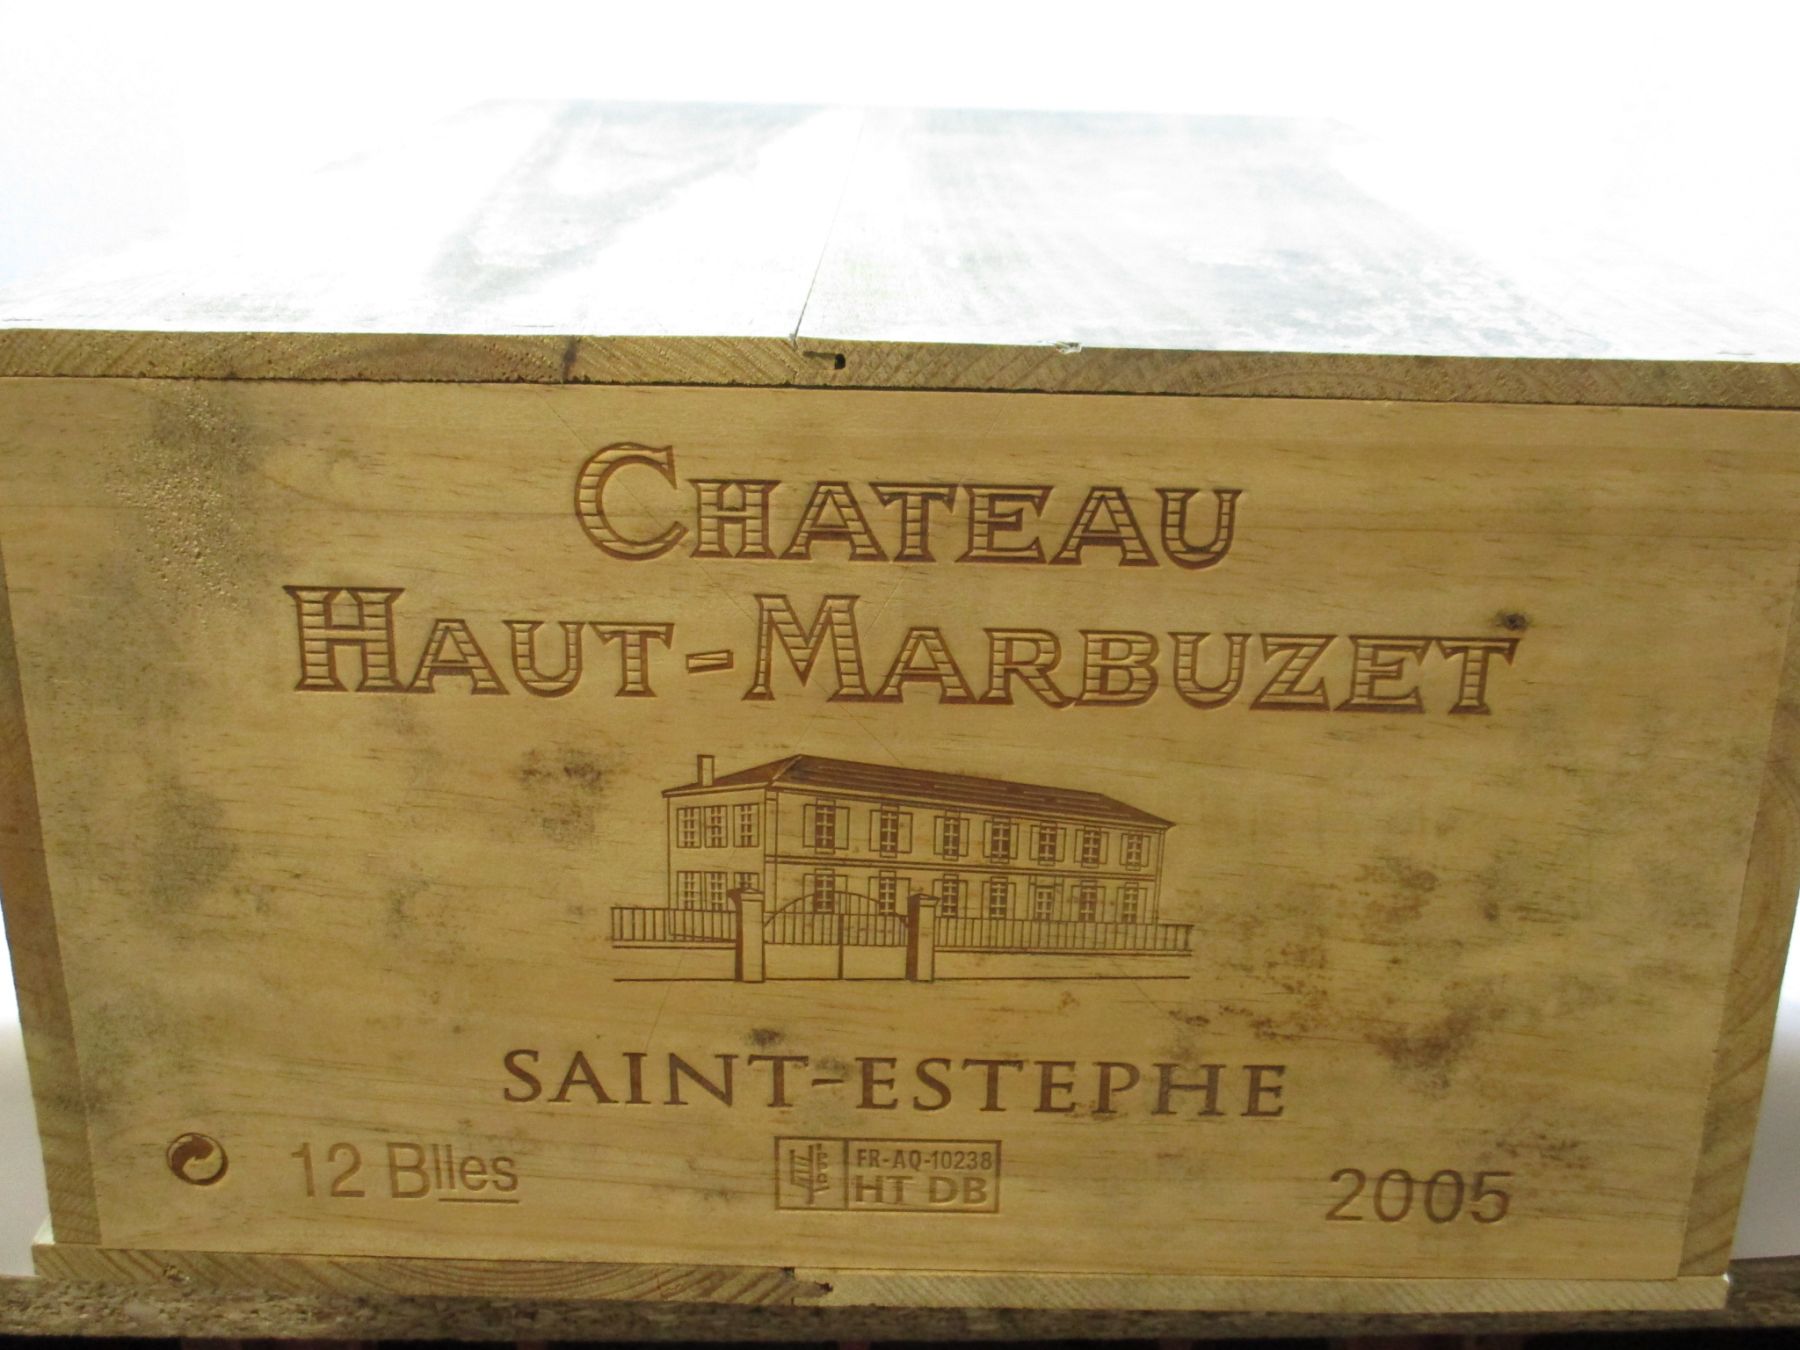 CHATEAU
HAUT-MARBUZET
SAINT-ESTEPHE
12 Blles
FR-AQ-10238
HT DB
2005